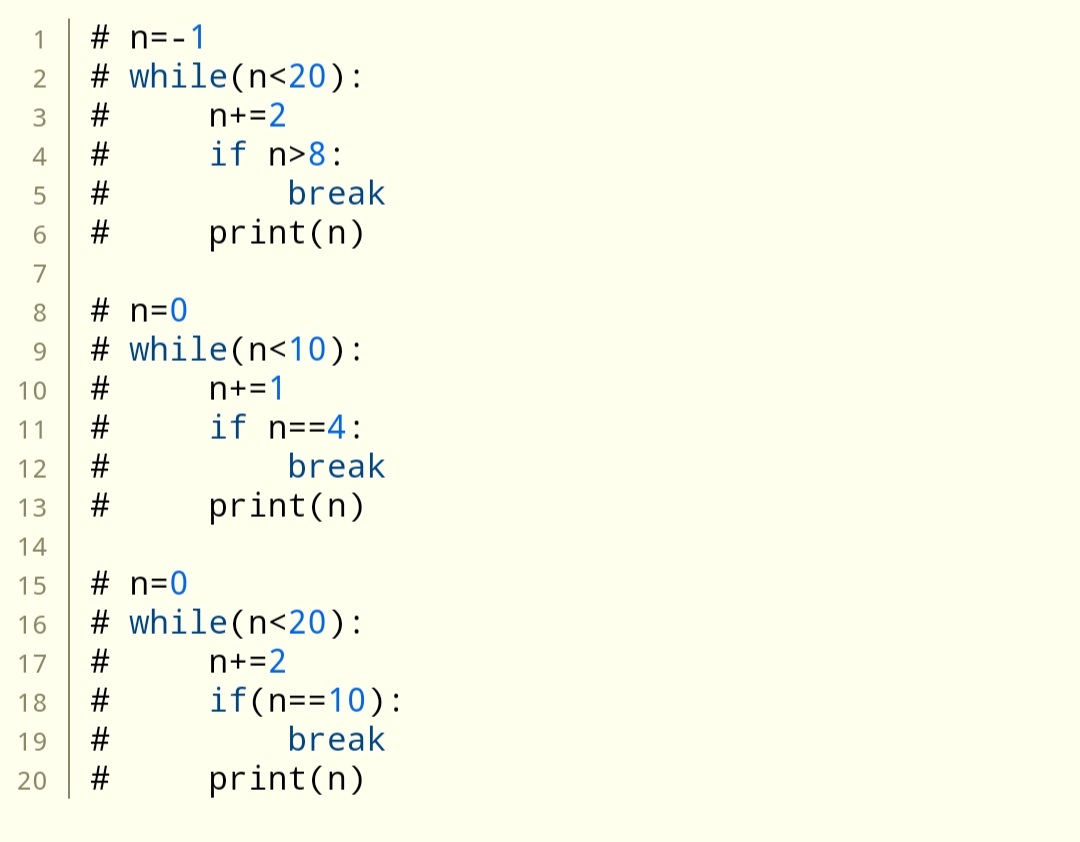 1 # n=-1
2 # while(n<20):
3 #     n+=2
4 #     if n>8:
5 #         break
6 #     print(n)
7
8 # n=0
9 # while(n<10):
10 #     n+=1
11 #     if n==4:
12 #         break
13 #     print(n)
14
15 # n=0
16 # while(n<20):
17 #     n+=2
18 #     if(n==10):
19 #         break
20 #     print(n)